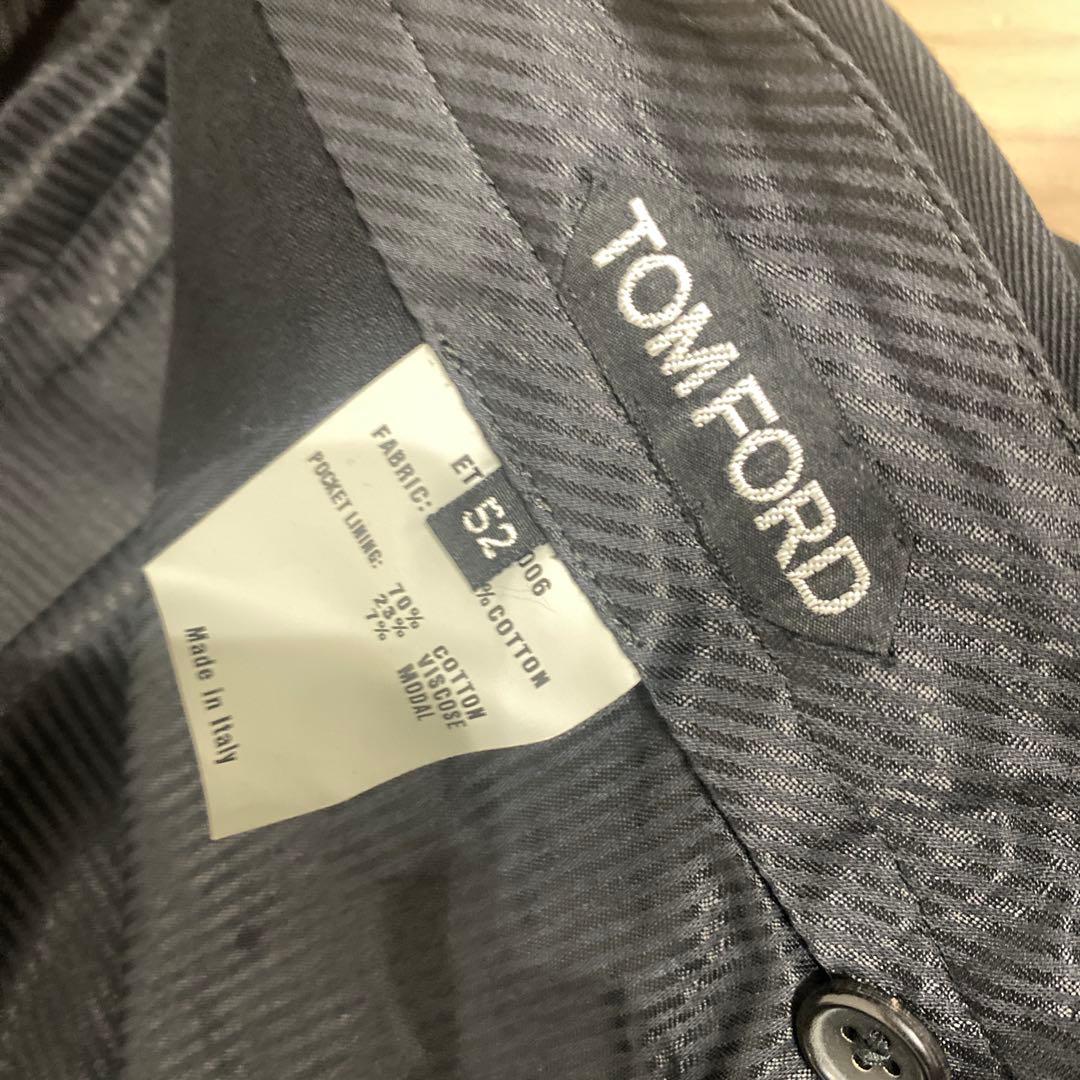 TOM FORD
52
ET 006
FABRIC: % COTTON
POCKET LINING: 70% COTTON
23% VISCOSE
7% MODAL
Made in Italy